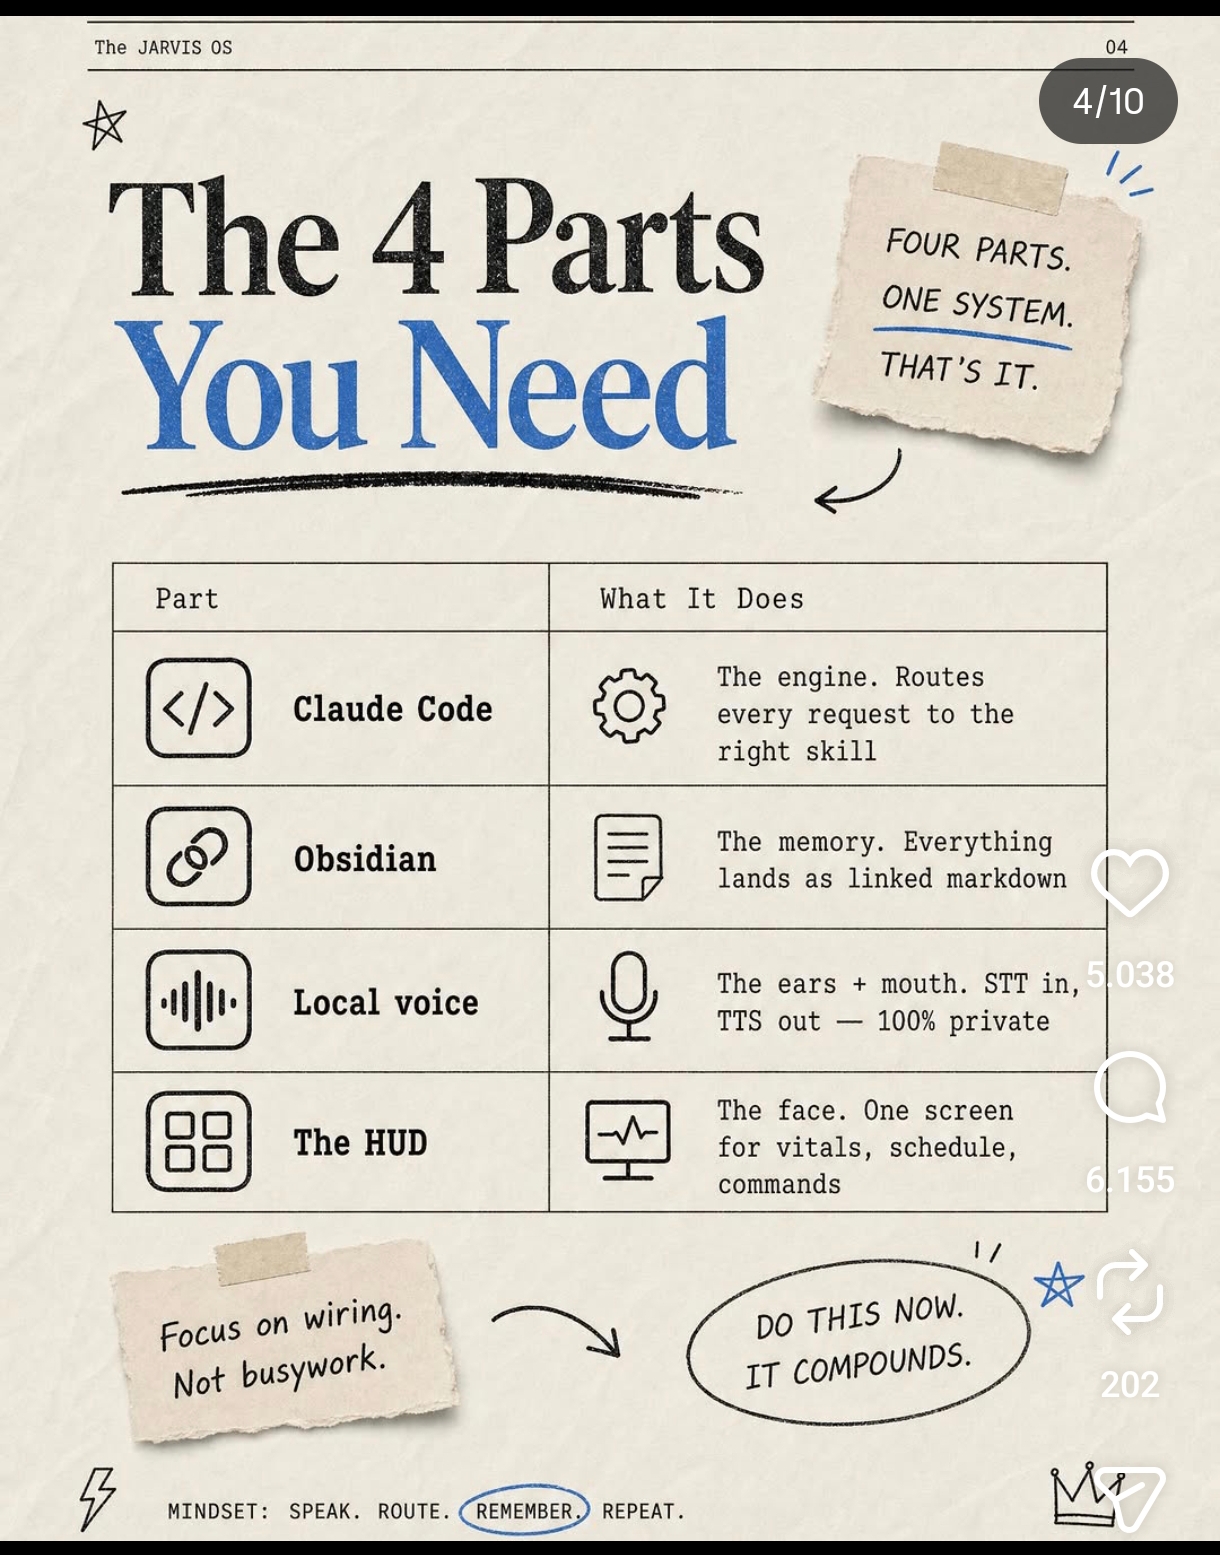 The JARVIS OS
04
4/10
The 4 Parts
You Need
FOUR PARTS.
ONE SYSTEM.
THAT'S IT.
Part
What It Does
Claude Code
The engine. Routes
every request to the
right skill
Obsidian
The memory. Everything
lands as linked markdown
Local voice
The ears + mouth. STT in,
TTS out — 100% private
The HUD
The face. One screen
for vitals, schedule,
commands
5.038
6.155
202
Focus on wiring.
Not busywork.
DO THIS NOW.
IT COMPOUNDS.
MINDSET: SPEAK. ROUTE. REMEMBER. REPEAT.